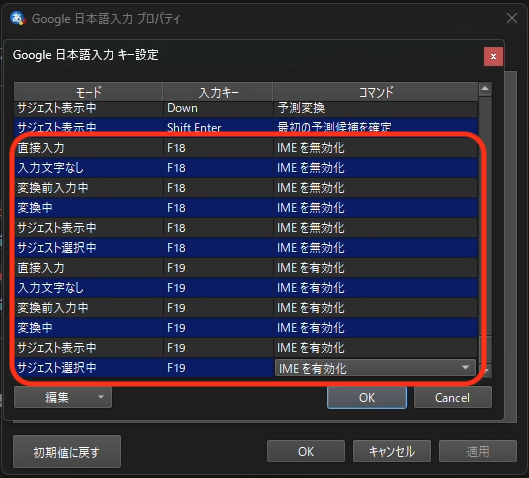 Google 日本語入力 プロパティ
Google 日本語入力 キー設定
モード 入力キー コマンド
サジェスト表示中 Down 予測変換
サジェスト表示中 Shift Enter 最初の予測候補を確定
直接入力 F18 IMEを無効化
入力文字なし F18 IMEを無効化
変換前入力中 F18 IMEを無効化
変換中 F18 IMEを無効化
サジェスト表示中 F18 IMEを無効化
サジェスト選択中 F18 IMEを無効化
直接入力 F19 IMEを有効化
入力文字なし F19 IMEを有効化
変換前入力中 F19 IMEを有効化
変換中 F19 IMEを有効化
サジェスト表示中 F19 IMEを有効化
サジェスト選択中 F19 IMEを有効化
編集 OK Cancel
初期値に戻す OK キャンセル 適用